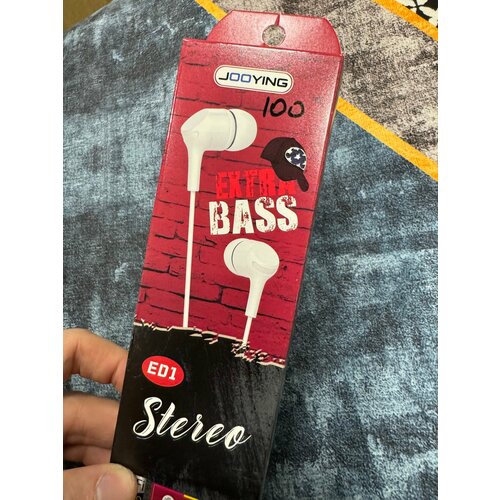 JOOYING
100
EXTRA
BASS
ED1
Stereo